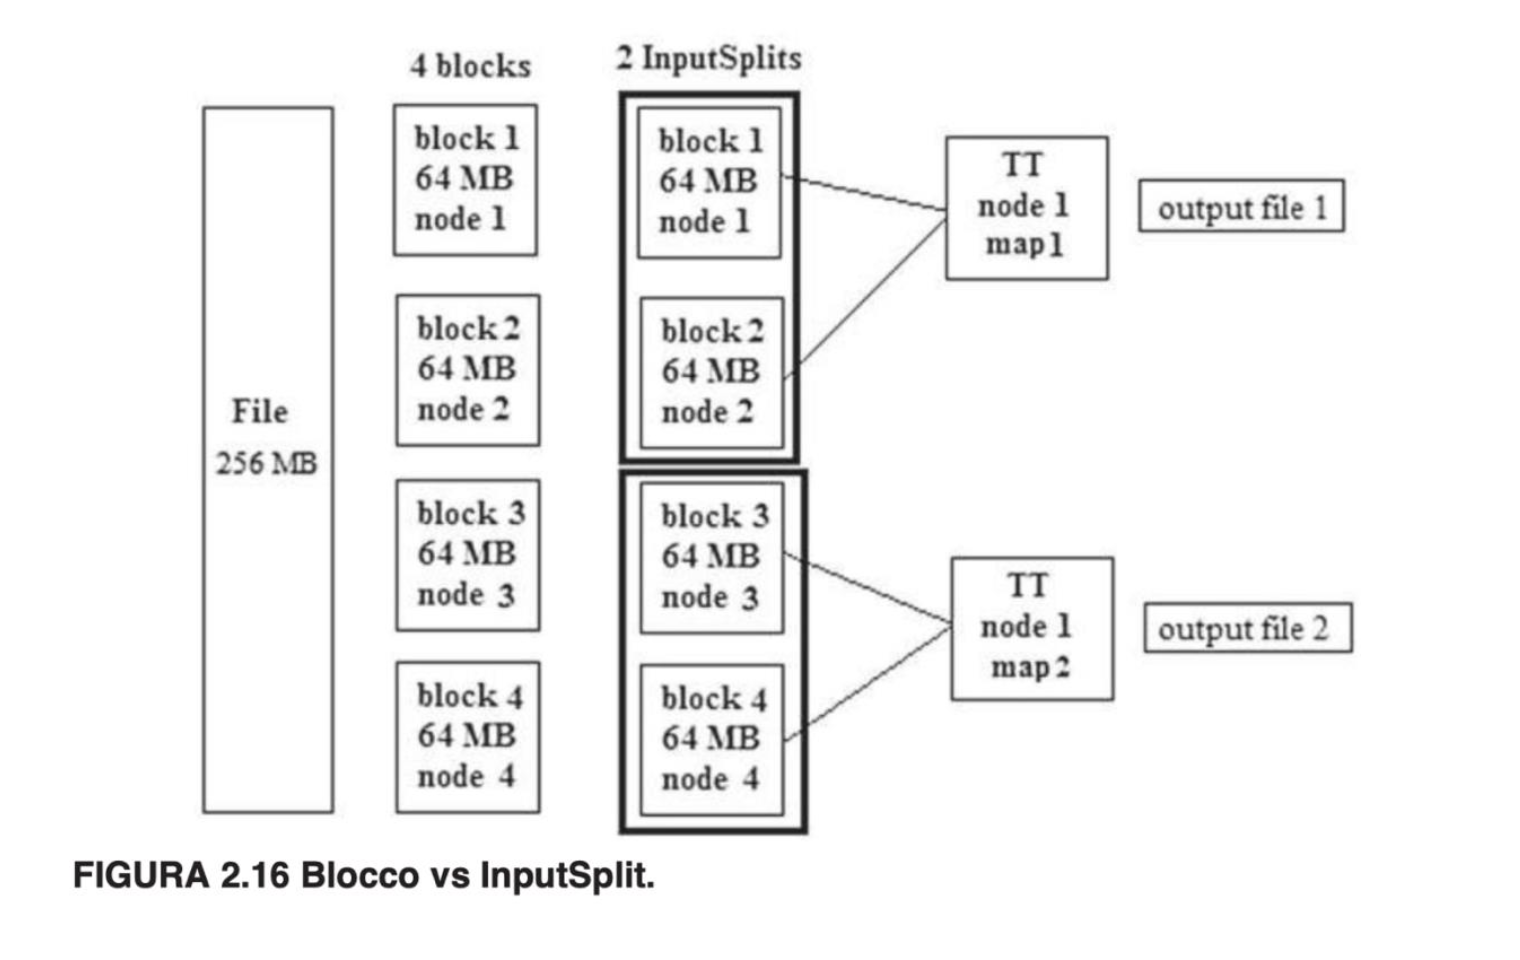 4 blocks
2 InputSplits
File
256 MB
block 1
64 MB
node 1
block 2
64 MB
node 2
block 3
64 MB
node 3
block 4
64 MB
node 4
block 1
64 MB
node 1
block 2
64 MB
node 2
block 3
64 MB
node 3
block 4
64 MB
node 4
TT
node 1
map1
output file 1
TT
node 1
map2
output file 2
FIGURA 2.16 Blocco vs InputSplit.